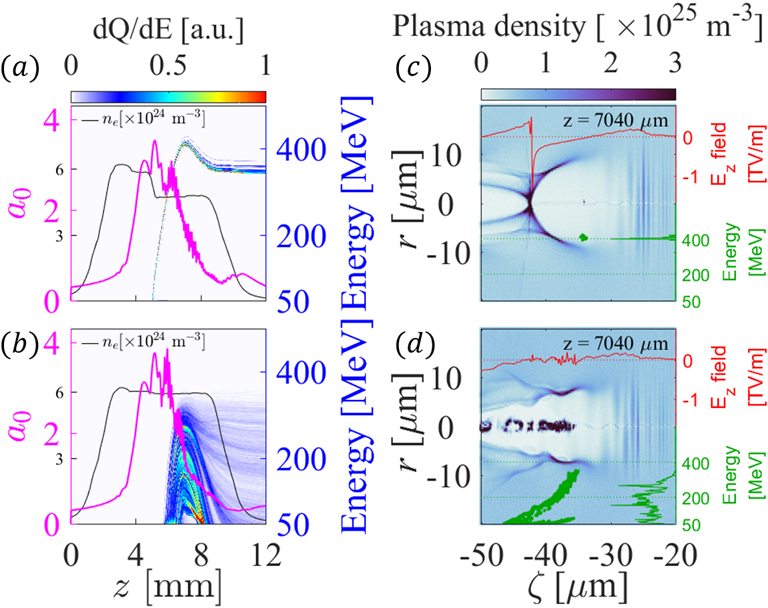 dQ/dE [a.u.]
0 0.5 1
(a)
n_e[×10^24 m^-3]
4
6
2
3
0
a_0
400
200
50
Energy [MeV]
(b)
n_e[×10^24 m^-3]
4
6
2
3
0
a_0
400
200
50
Energy [MeV]
0 4 8 12
z [mm]
Plasma density [ ×10^25 m^-3]
0 1 2 3
(c)
z = 7040 μm
10
0
-10
r [μm]
0
-1
E_z field
[TV/m]
400
200
50
Energy
[MeV]
(d)
z = 7040 μm
10
0
-10
r [μm]
0
-1
E_z field
[TV/m]
400
200
50
Energy
[MeV]
-50 -40 -30 -20
ζ [μm]